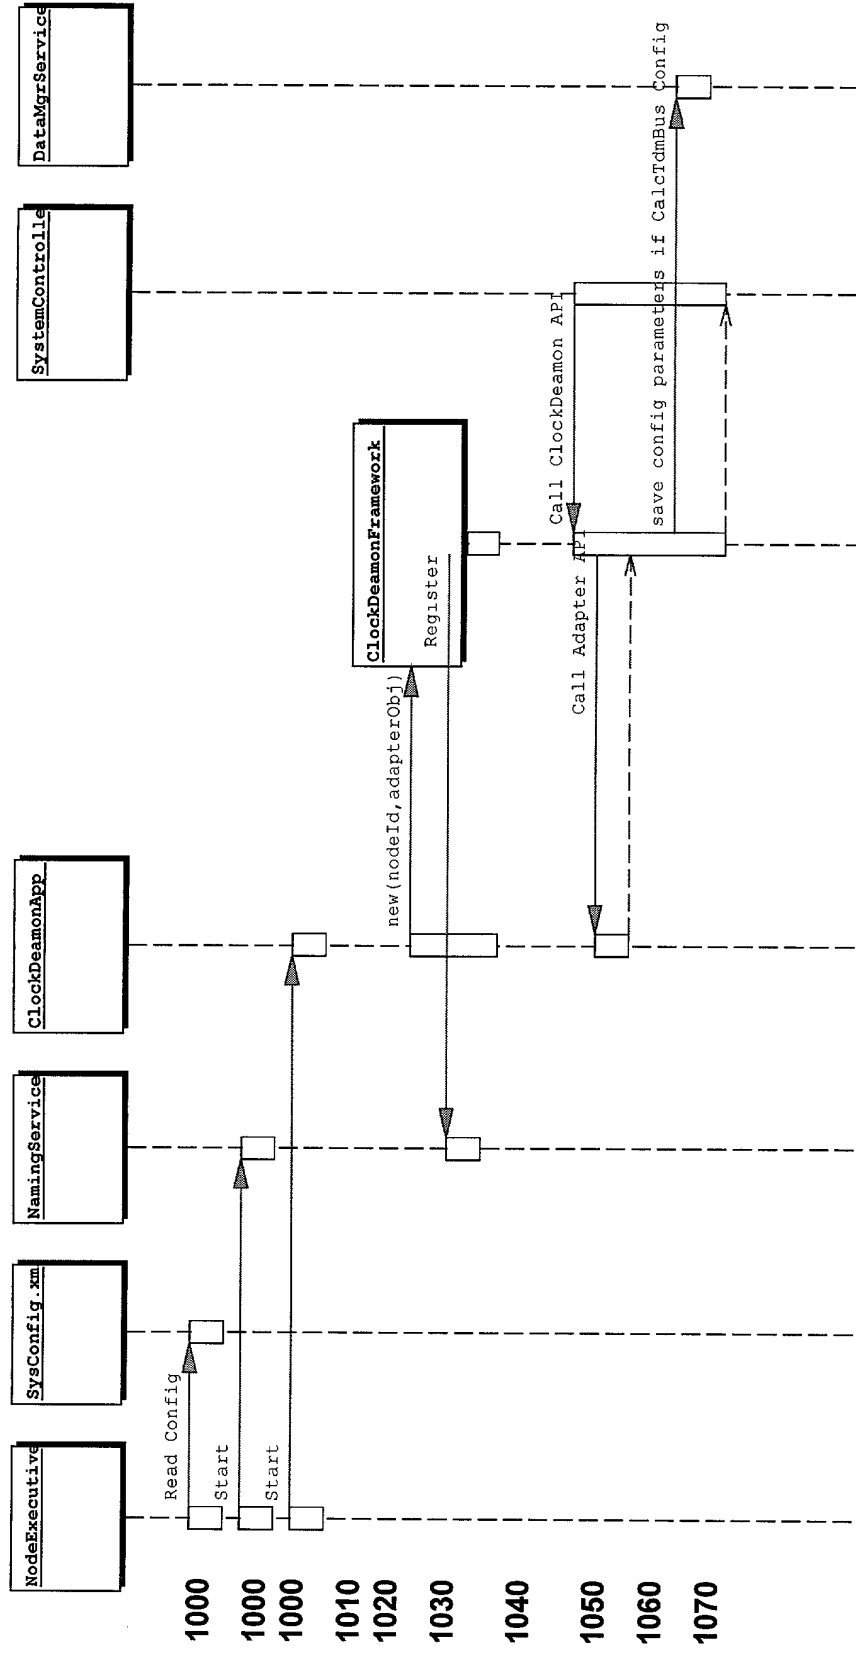 NodeExecutive
SysConfig.xm
NamingService
ClockDeamonApp
SystemControlle
DataMgrService
ClockDeamonFramework
1000
Read Config
1000
Start
1000
Start
1010
1020
new(nodeId,adapterObj)
1030
Register
1040
1050
Call ClockDeamon API
Call Adapter API
1060
1070
save config parameters if CalcTdmBus Config